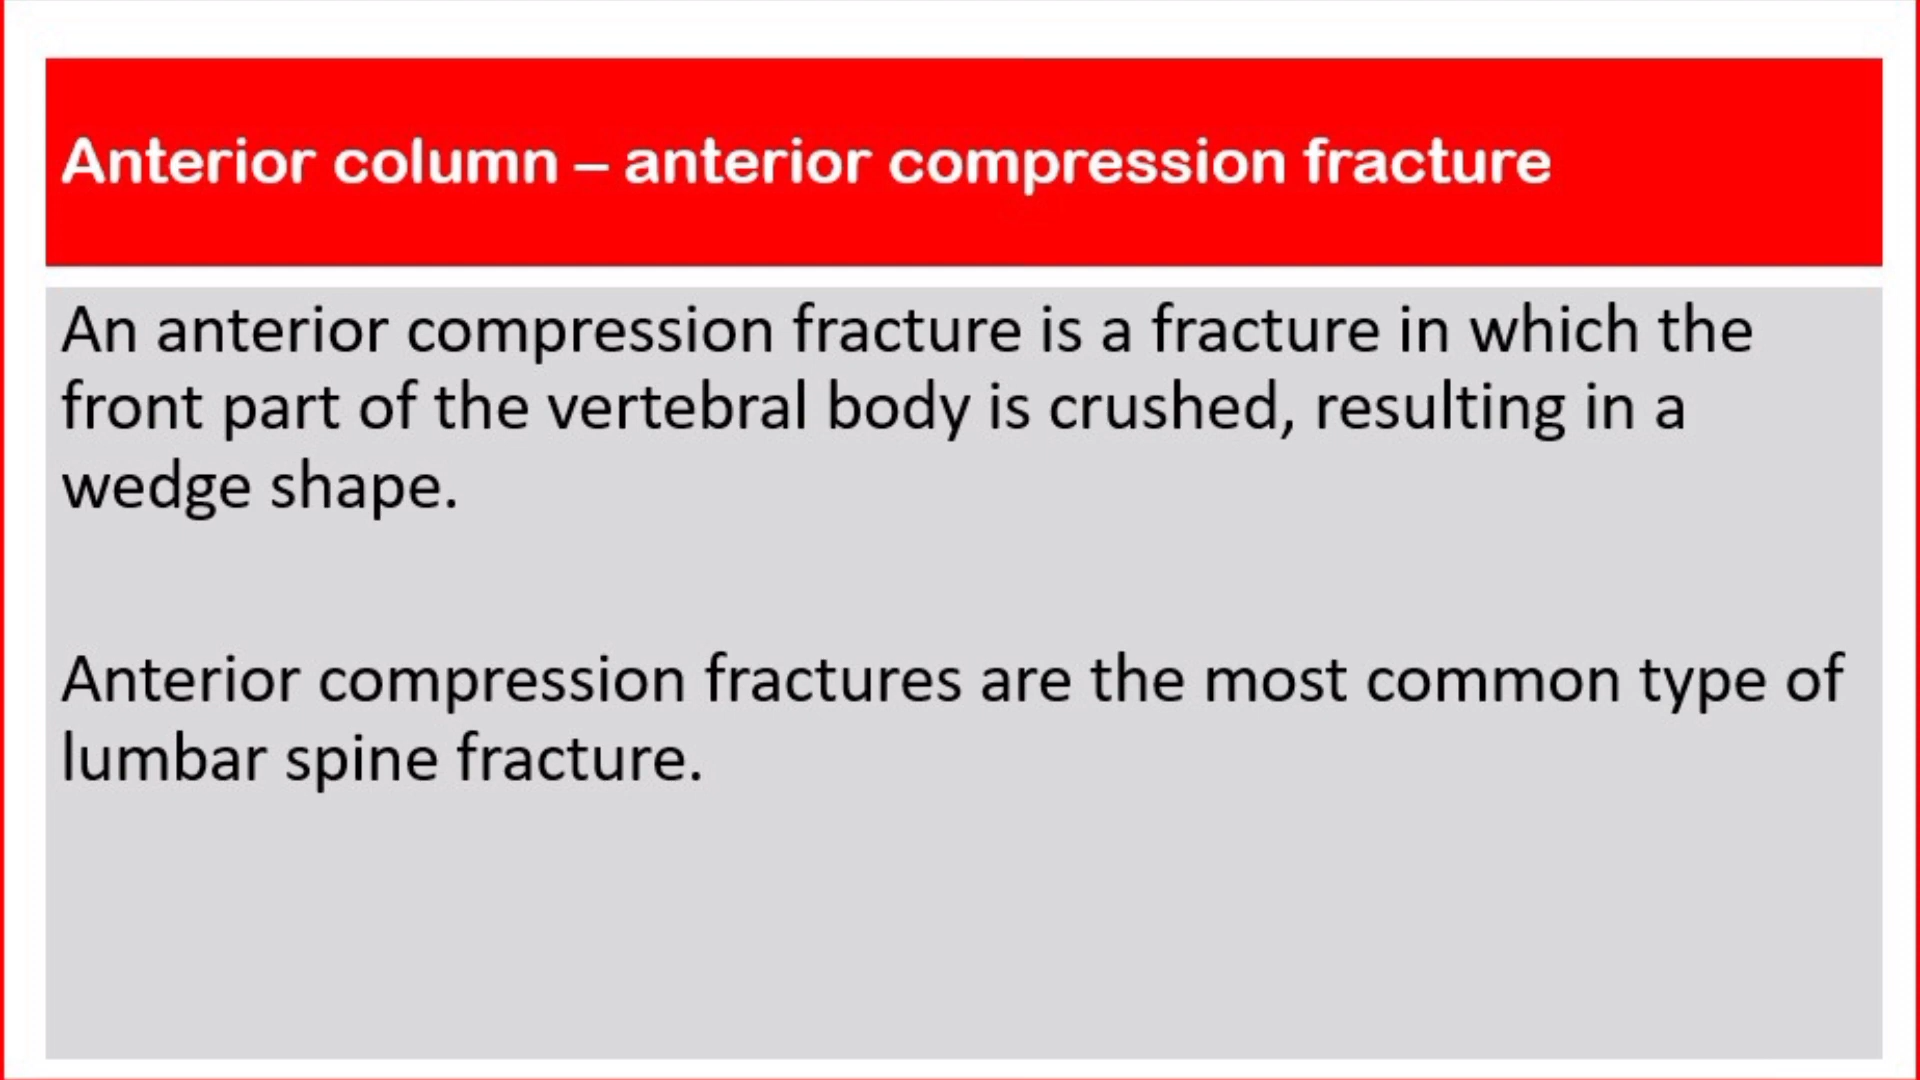 Anterior column – anterior compression fracture
An anterior compression fracture is a fracture in which the
front part of the vertebral body is crushed, resulting in a
wedge shape.
Anterior compression fractures are the most common type of
lumbar spine fracture.